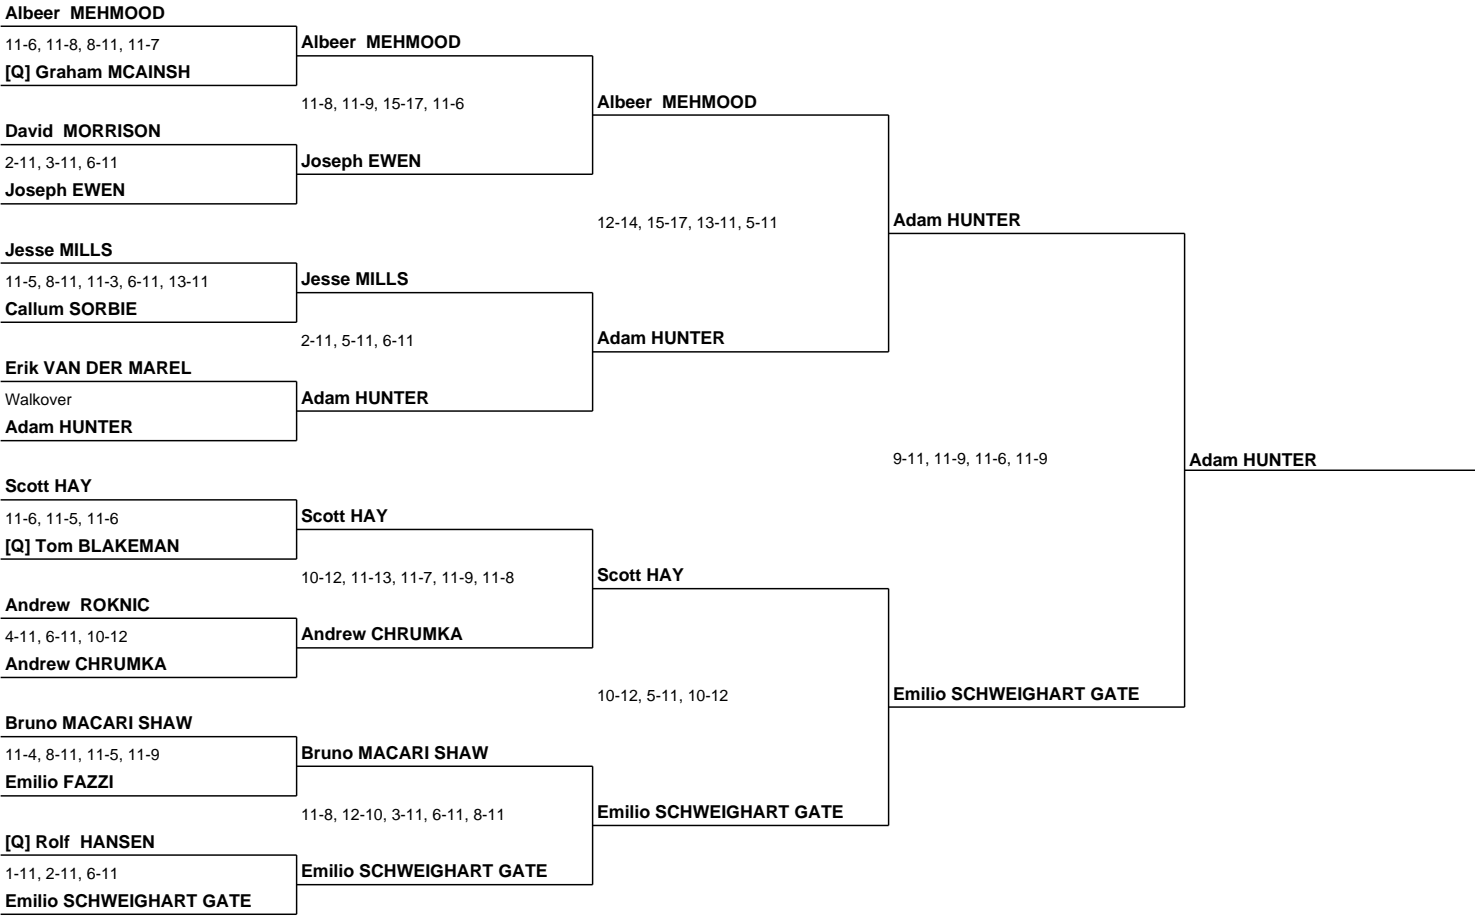 Albeer  MEHMOOD
11-6, 11-8, 8-11, 11-7
[Q] Graham MCAINSH
David  MORRISON
2-11, 3-11, 6-11
Joseph EWEN
Jesse MILLS
11-5, 8-11, 11-3, 6-11, 13-11
Callum SORBIE
Erik VAN DER MAREL
Walkover
Adam HUNTER
Scott HAY
11-6, 11-5, 11-6
[Q] Tom BLAKEMAN
Andrew  ROKNIC
4-11, 6-11, 10-12
Andrew CHRUMKA
Bruno MACARI SHAW
11-4, 8-11, 11-5, 11-9
Emilio FAZZI
[Q] Rolf  HANSEN
1-11, 2-11, 6-11
Emilio SCHWEIGHART GATE
Albeer  MEHMOOD
11-8, 11-9, 15-17, 11-6
Joseph EWEN
Jesse MILLS
2-11, 5-11, 6-11
Adam HUNTER
Scott HAY
10-12, 11-13, 11-7, 11-9, 11-8
Andrew CHRUMKA
Bruno MACARI SHAW
11-8, 12-10, 3-11, 6-11, 8-11
Emilio SCHWEIGHART GATE
Albeer  MEHMOOD
12-14, 15-17, 13-11, 5-11
Adam HUNTER
Scott HAY
10-12, 5-11, 10-12
Emilio SCHWEIGHART GATE
Adam HUNTER
9-11, 11-9, 11-6, 11-9
Emilio SCHWEIGHART GATE
Adam HUNTER